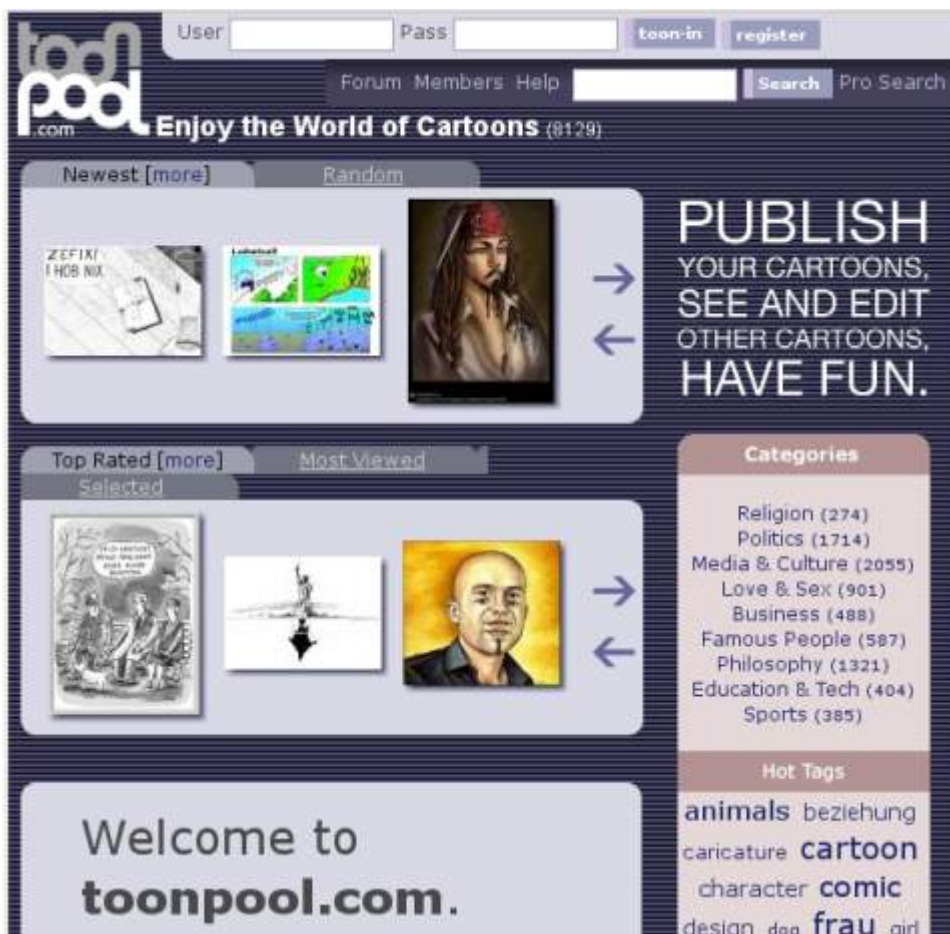 toon
pool
.com
User
Pass
toon-in
register
Forum Members Help
Search
Pro Search
Enjoy the World of Cartoons (8129)
Newest [more]
Random
ZEFIX!
I HOB NIX
PUBLISH
YOUR CARTOONS,
SEE AND EDIT
OTHER CARTOONS,
HAVE FUN.
Top Rated [more]
Most Viewed
Selected
Categories
Religion (274)
Politics (1714)
Media & Culture (2055)
Love & Sex (901)
Business (488)
Famous People (587)
Philosophy (1321)
Education & Tech (404)
Sports (385)
Hot Tags
animals beziehung
caricature cartoon
character comic
design dog frau girl
Welcome to
toonpool.com.